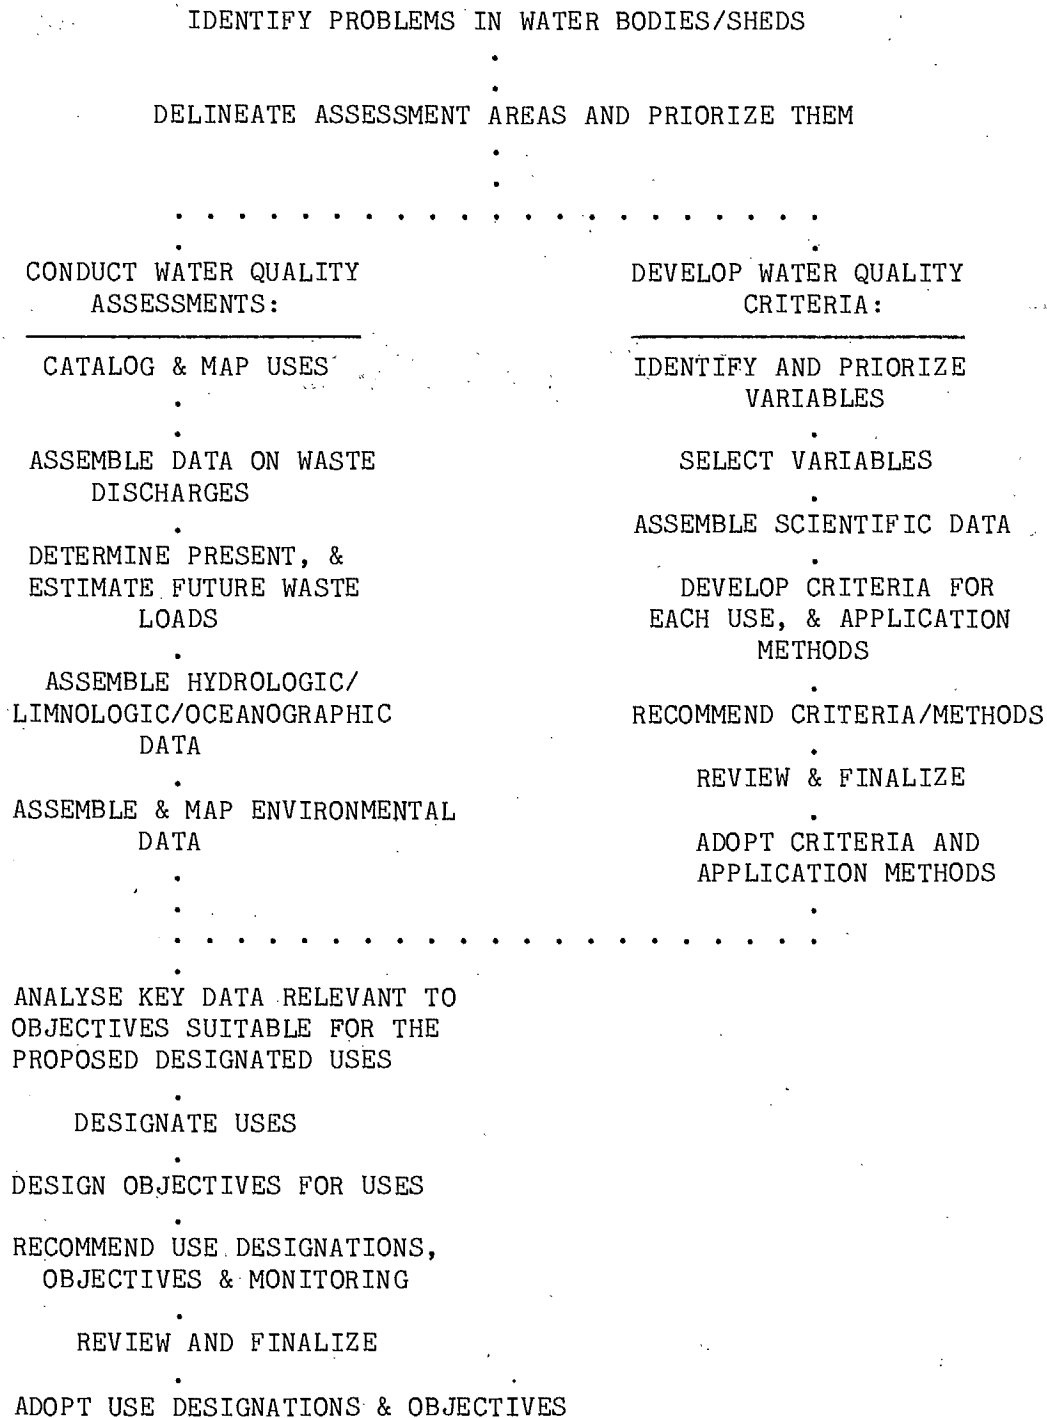 IDENTIFY PROBLEMS IN WATER BODIES/SHEDS
DELINEATE ASSESSMENT AREAS AND PRIORIZE THEM
CONDUCT WATER QUALITY
ASSESSMENTS:
CATALOG & MAP USES
ASSEMBLE DATA ON WASTE
DISCHARGES
DETERMINE PRESENT, &
ESTIMATE FUTURE WASTE
LOADS
ASSEMBLE HYDROLOGIC/
LIMNOLOGIC/OCEANOGRAPHIC
DATA
ASSEMBLE & MAP ENVIRONMENTAL
DATA
DEVELOP WATER QUALITY
CRITERIA:
IDENTIFY AND PRIORIZE
VARIABLES
SELECT VARIABLES
ASSEMBLE SCIENTIFIC DATA
DEVELOP CRITERIA FOR
EACH USE, & APPLICATION
METHODS
RECOMMEND CRITERIA/METHODS
REVIEW & FINALIZE
ADOPT CRITERIA AND
APPLICATION METHODS
ANALYSE KEY DATA RELEVANT TO
OBJECTIVES SUITABLE FOR THE
PROPOSED DESIGNATED USES
DESIGNATE USES
DESIGN OBJECTIVES FOR USES
RECOMMEND USE DESIGNATIONS,
OBJECTIVES & MONITORING
REVIEW AND FINALIZE
ADOPT USE DESIGNATIONS & OBJECTIVES